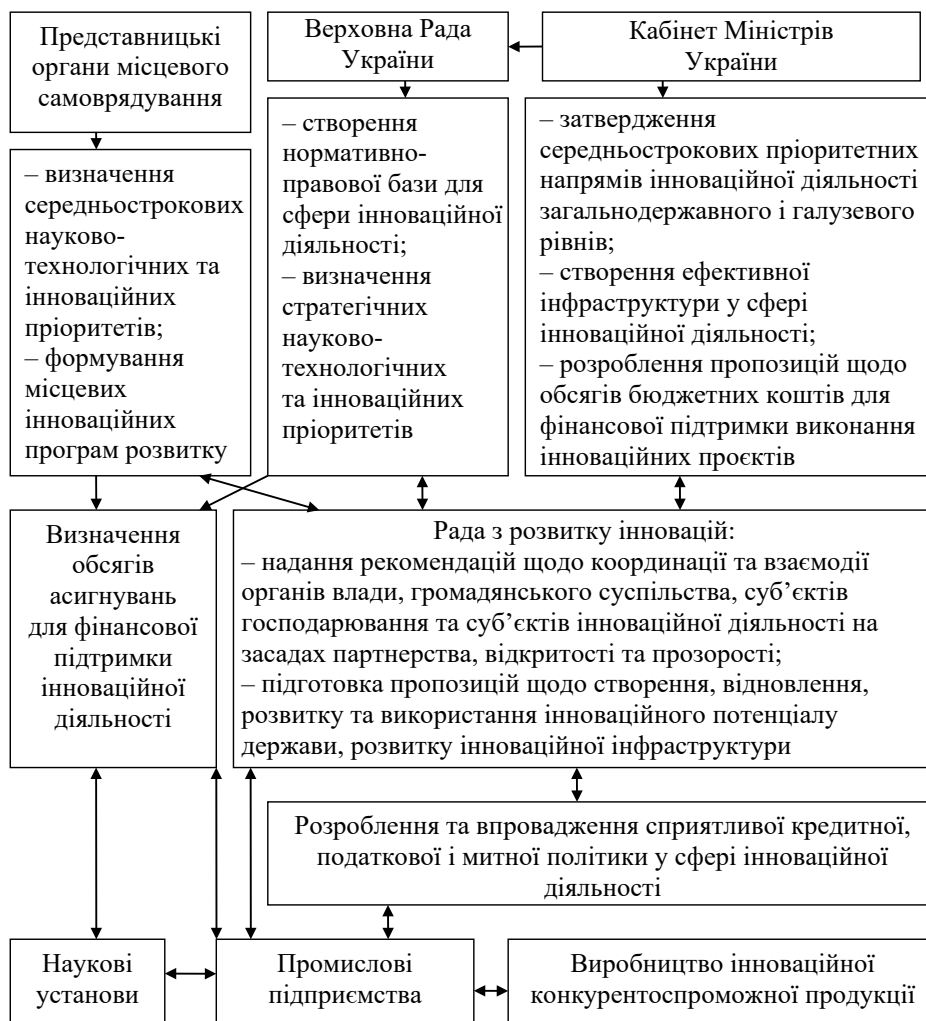 Представницькі
органи місцевого
самоврядування
Верховна Рада
України
Кабінет Міністрів
України
– визначення
середньострокових
науково-
технологічних та
інноваційних
пріоритетів;
– формування
місцевих
інноваційних
програм розвитку
– створення
нормативно-
правової бази для
сфери інноваційної
діяльності;
– визначення
стратегічних
науково-
технологічних
та інноваційних
пріоритетів
– затвердження
середньострокових пріоритетних
напрямів інноваційної діяльності
загальнодержавного і галузевого
рівнів;
– створення ефективної
інфраструктури у сфері
інноваційної діяльності;
– розроблення пропозицій щодо
обсягів бюджетних коштів для
фінансової підтримки виконання
інноваційних проєктів
Визначення
обсягів
асигнувань
для фінансової
підтримки
інноваційної
діяльності
Рада з розвитку інновацій:
– надання рекомендацій щодо координації та взаємодії
органів влади, громадянського суспільства, суб’єктів
господарювання та суб’єктів інноваційної діяльності на
засадах партнерства, відкритості та прозорості;
– підготовка пропозицій щодо створення, відновлення,
розвитку та використання інноваційного потенціалу
держави, розвитку інноваційної інфраструктури
Розроблення та впровадження сприятливої кредитної,
податкової і митної політики у сфері інноваційної
діяльності
Наукові
установи
Промислові
підприємства
Виробництво інноваційної
конкурентоспроможної продукції